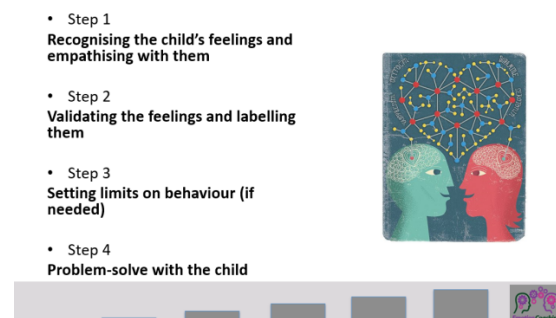 • Step 1
Recognising the child's feelings and
empathising with them
• Step 2
Validating the feelings and labelling
them
• Step 3
Setting limits on behaviour (if
needed)
• Step 4
Problem-solve with the child